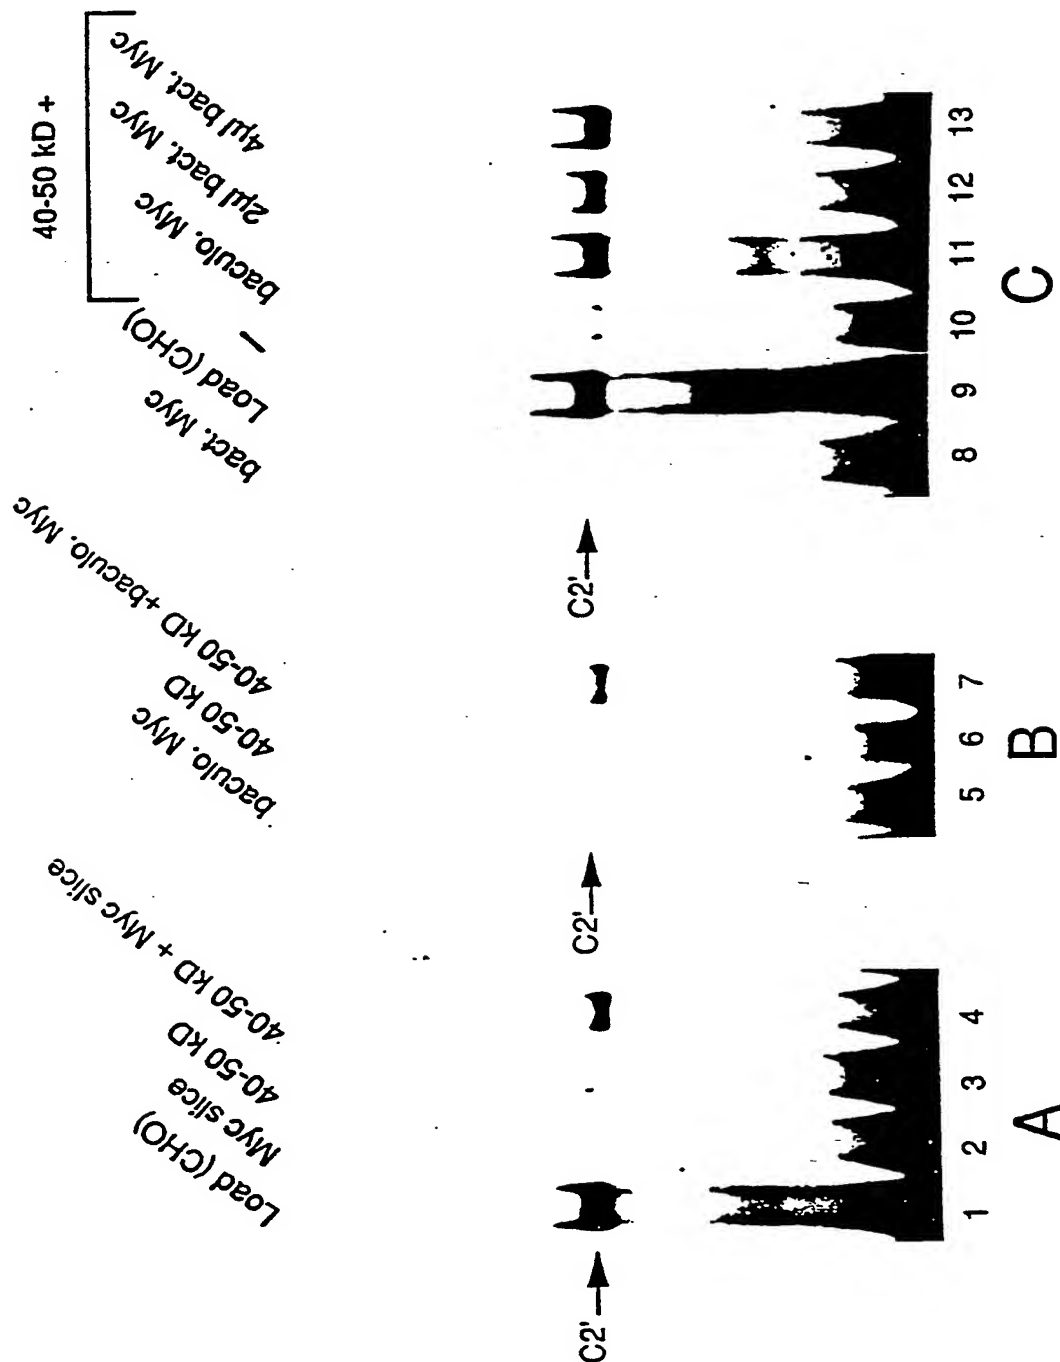 Load (CHO)
Myc slice
40-50 kD
40-50 kD + Myc slice
C2'
1 2 3 4
A
baculo. Myc
40-50 kD
40-50 kD +baculo. Myc
C2'
5 6 7
B
40-50 kD +
bact. Myc
Load (CHO)
–
baculo. Myc
2µl bact. Myc
4µl bact. Myc
C2'
8 9 10 11 12 13
C